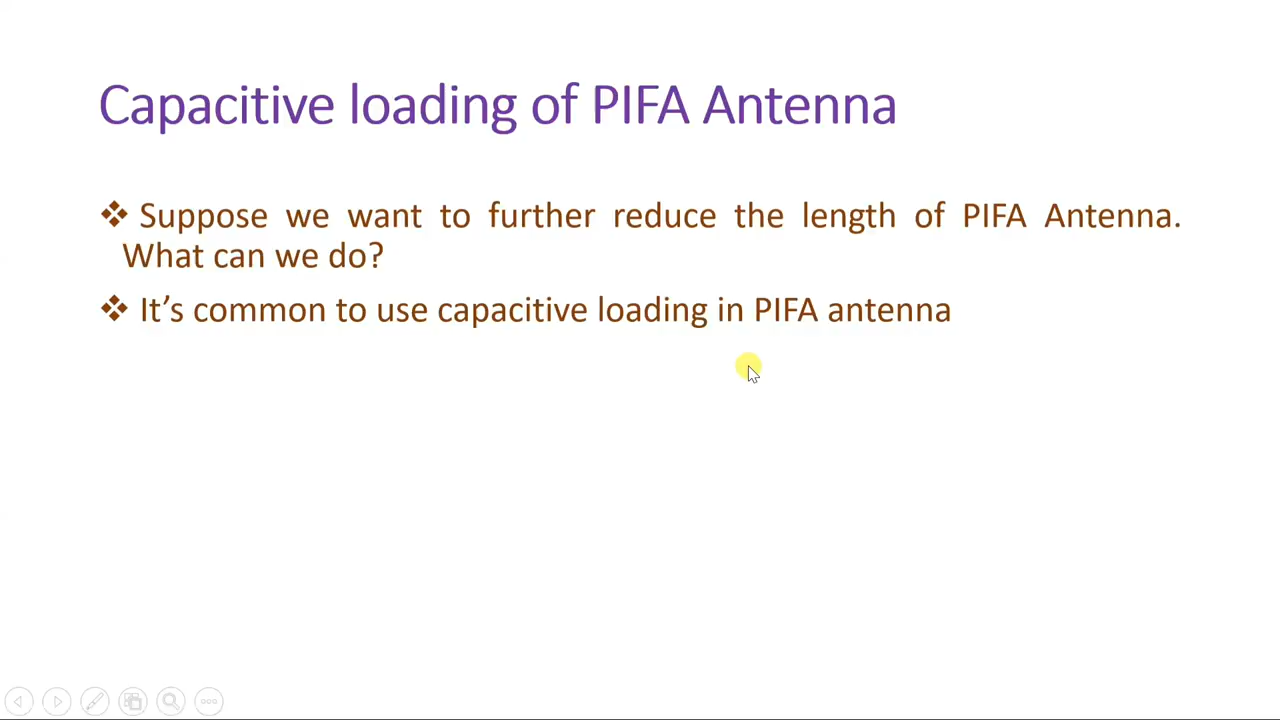 Capacitive loading of PIFA Antenna
❖ Suppose we want to further reduce the length of PIFA Antenna.
What can we do?
❖ It’s common to use capacitive loading in PIFA antenna